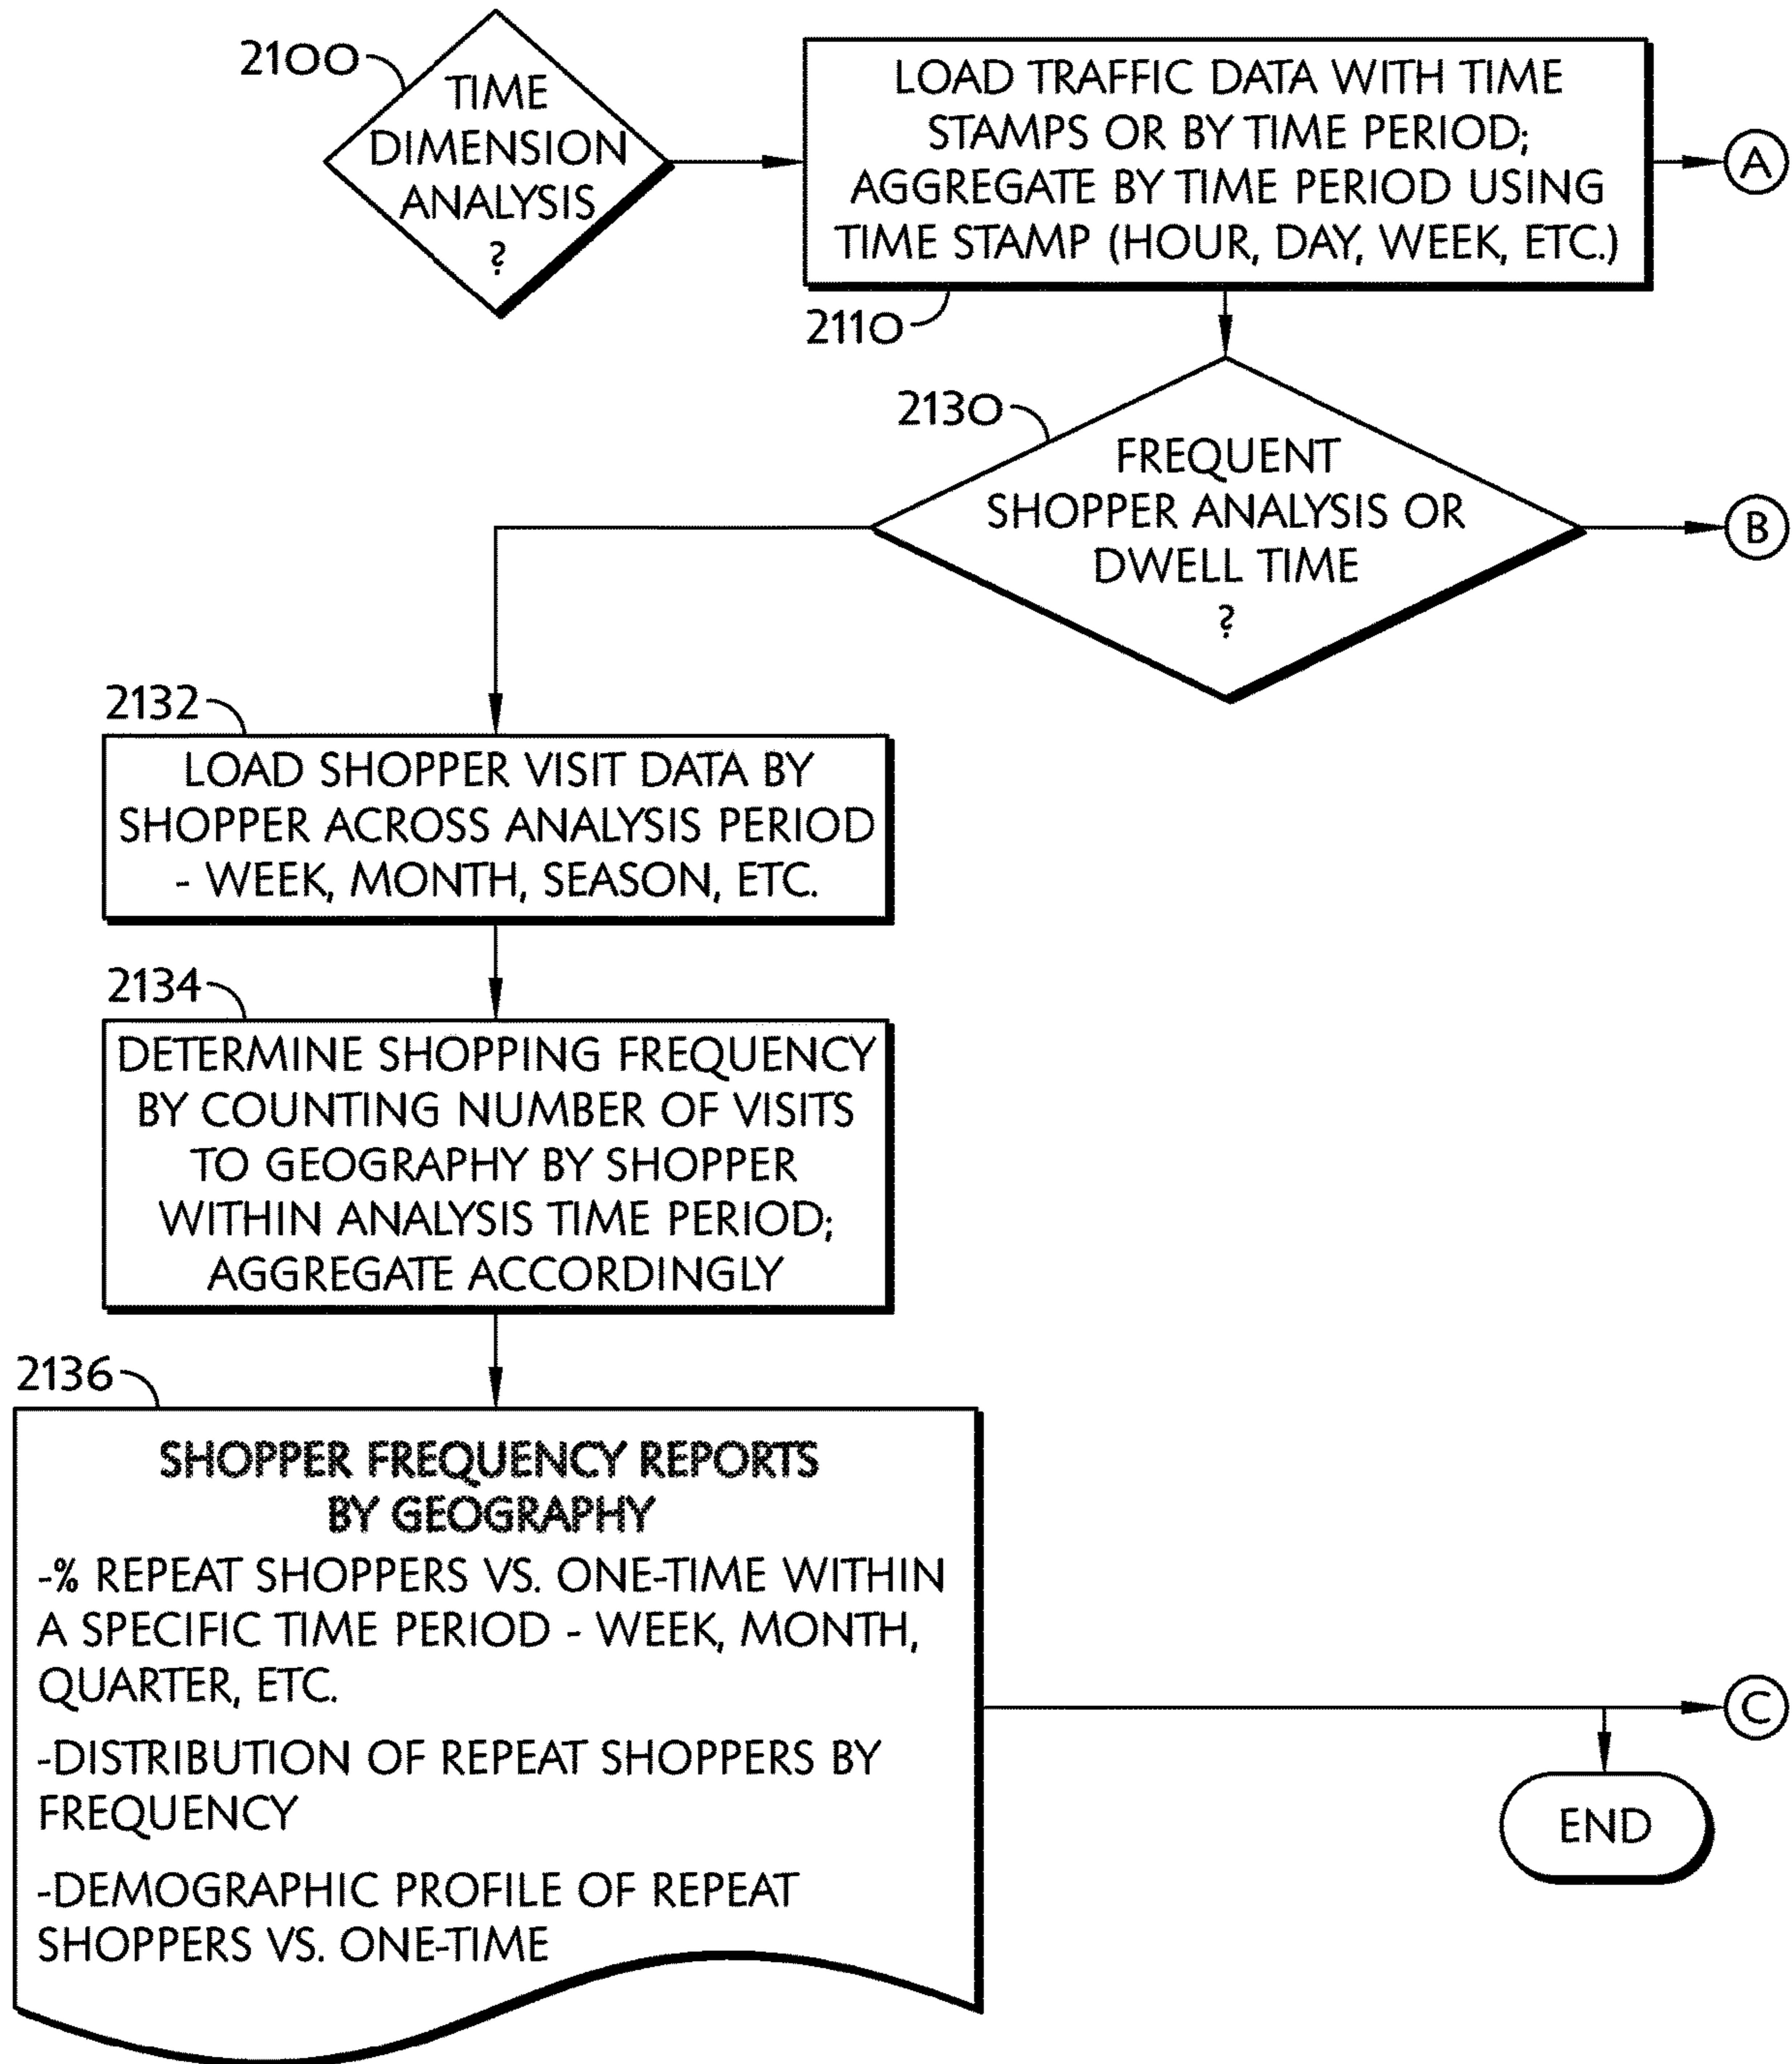 2100
TIME
DIMENSION
ANALYSIS
?
LOAD TRAFFIC DATA WITH TIME
STAMPS OR BY TIME PERIOD;
AGGREGATE BY TIME PERIOD USING
TIME STAMP (HOUR, DAY, WEEK, ETC.)
A
2110
2130
FREQUENT
SHOPPER ANALYSIS OR
DWELL TIME
?
B
2132
LOAD SHOPPER VISIT DATA BY
SHOPPER ACROSS ANALYSIS PERIOD
- WEEK, MONTH, SEASON, ETC.
2134
DETERMINE SHOPPING FREQUENCY
BY COUNTING NUMBER OF VISITS
TO GEOGRAPHY BY SHOPPER
WITHIN ANALYSIS TIME PERIOD;
AGGREGATE ACCORDINGLY
2136
SHOPPER FREQUENCY REPORTS
BY GEOGRAPHY
-% REPEAT SHOPPERS VS. ONE-TIME WITHIN
A SPECIFIC TIME PERIOD - WEEK, MONTH,
QUARTER, ETC.
-DISTRIBUTION OF REPEAT SHOPPERS BY
FREQUENCY
-DEMOGRAPHIC PROFILE OF REPEAT
SHOPPERS VS. ONE-TIME
C
END